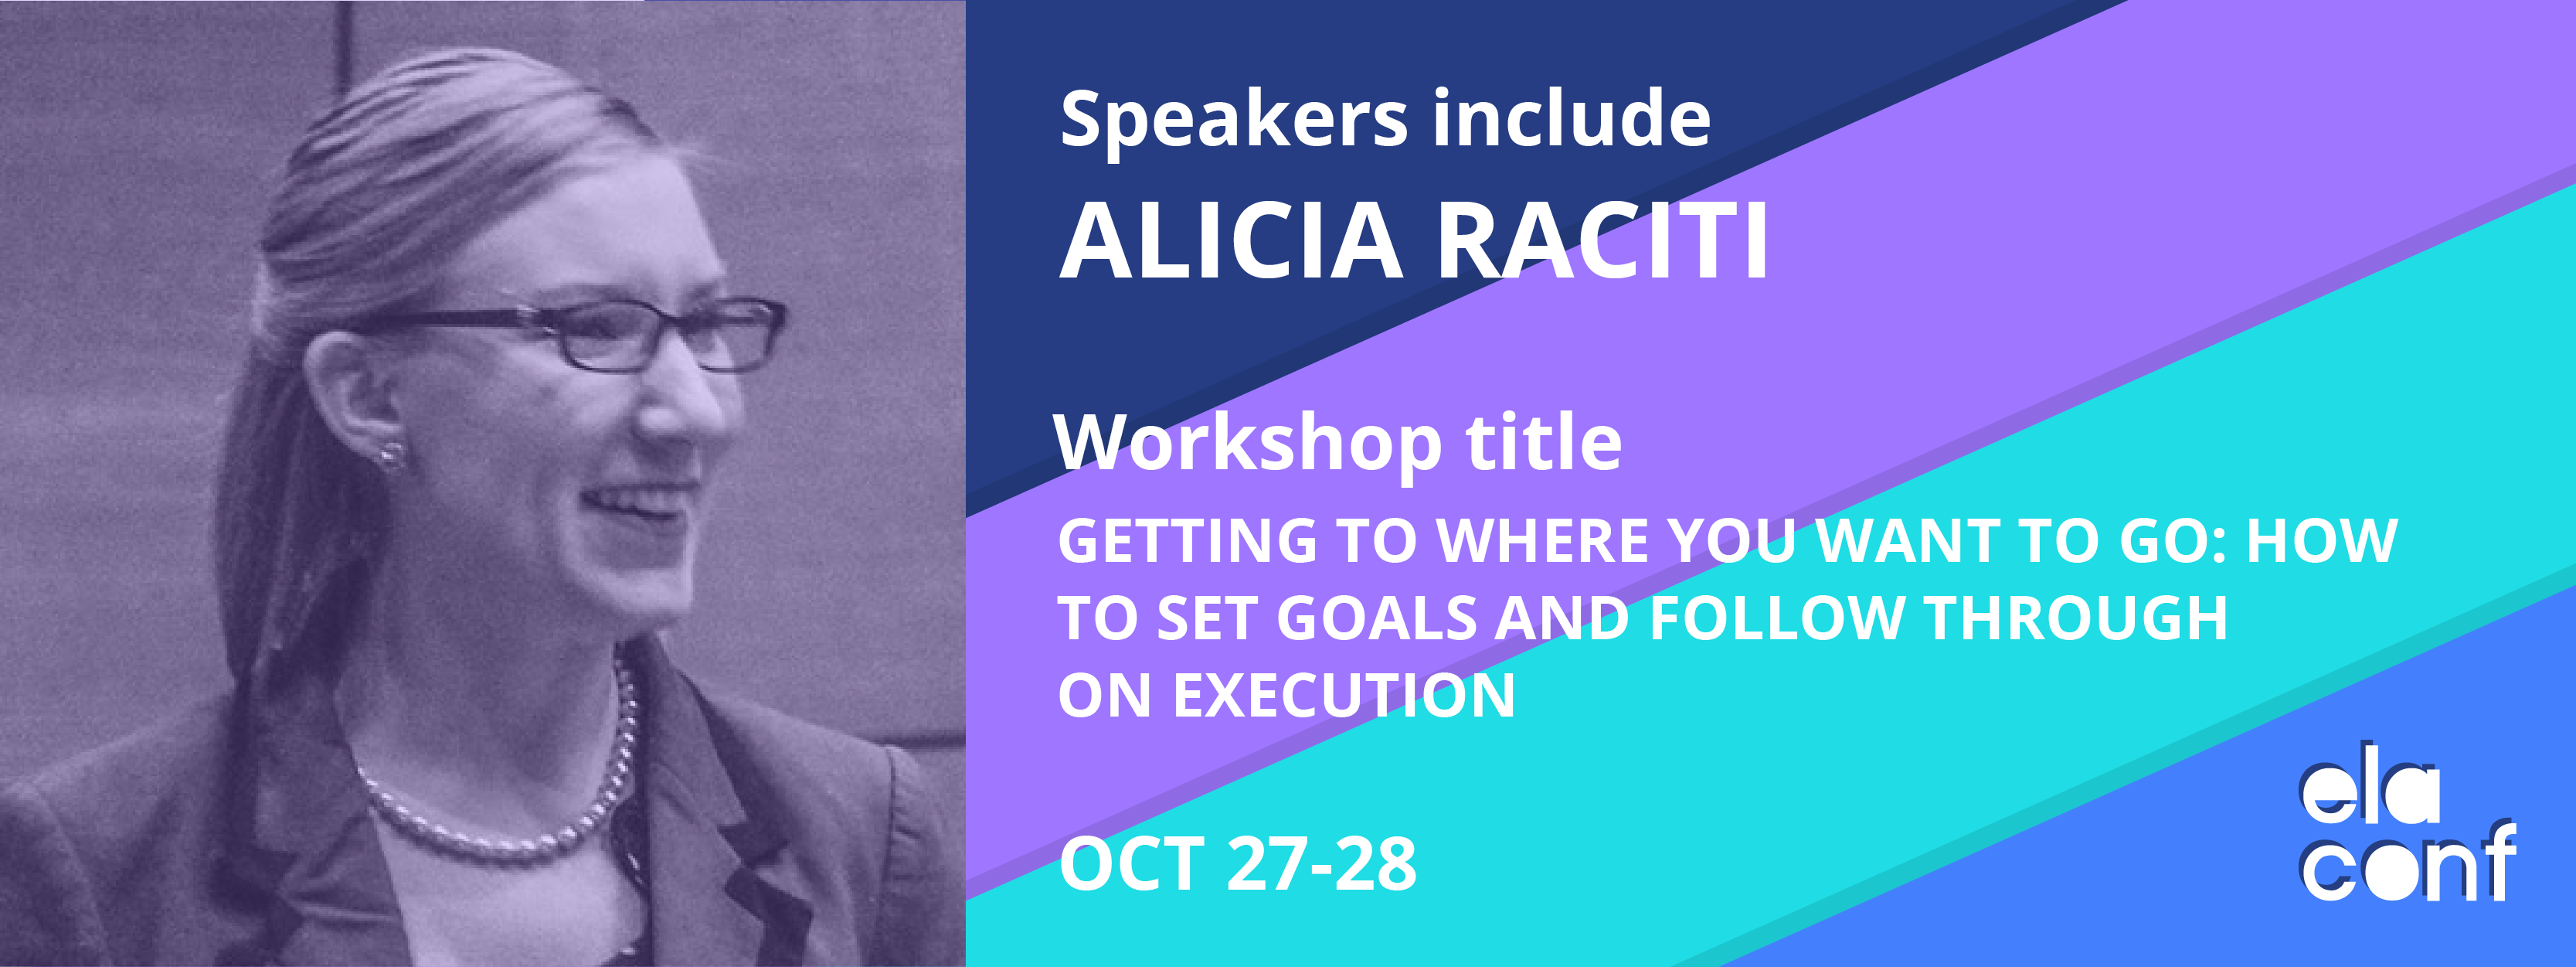 Speakers include
ALICIA RACITI
Workshop title
GETTING TO WHERE YOU WANT TO GO: HOW
TO SET GOALS AND FOLLOW THROUGH
ON EXECUTION
OCT 27-28
ela
conf